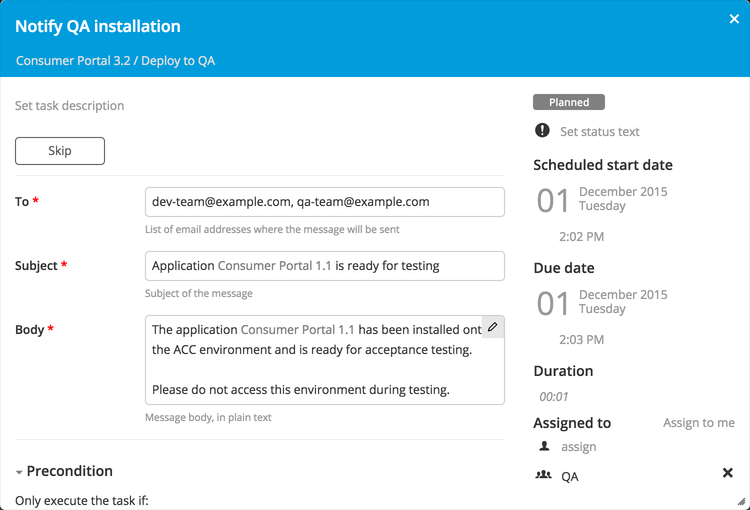 Notify QA installation
Consumer Portal 3.2 / Deploy to QA
Set task description
Skip
To *
dev-team@example.com, qa-team@example.com
List of email addresses where the message will be sent
Subject *
Application Consumer Portal 1.1 is ready for testing
Subject of the message
Body *
The application Consumer Portal 1.1 has been installed ont
the ACC environment and is ready for acceptance testing.
Please do not access this environment during testing.
Message body, in plain text
Precondition
Only execute the task if:
Planned
Set status text
Scheduled start date
01
December 2015
Tuesday
2:02 PM
Due date
01
December 2015
Tuesday
2:03 PM
Duration
00:01
Assigned to
Assign to me
assign
QA